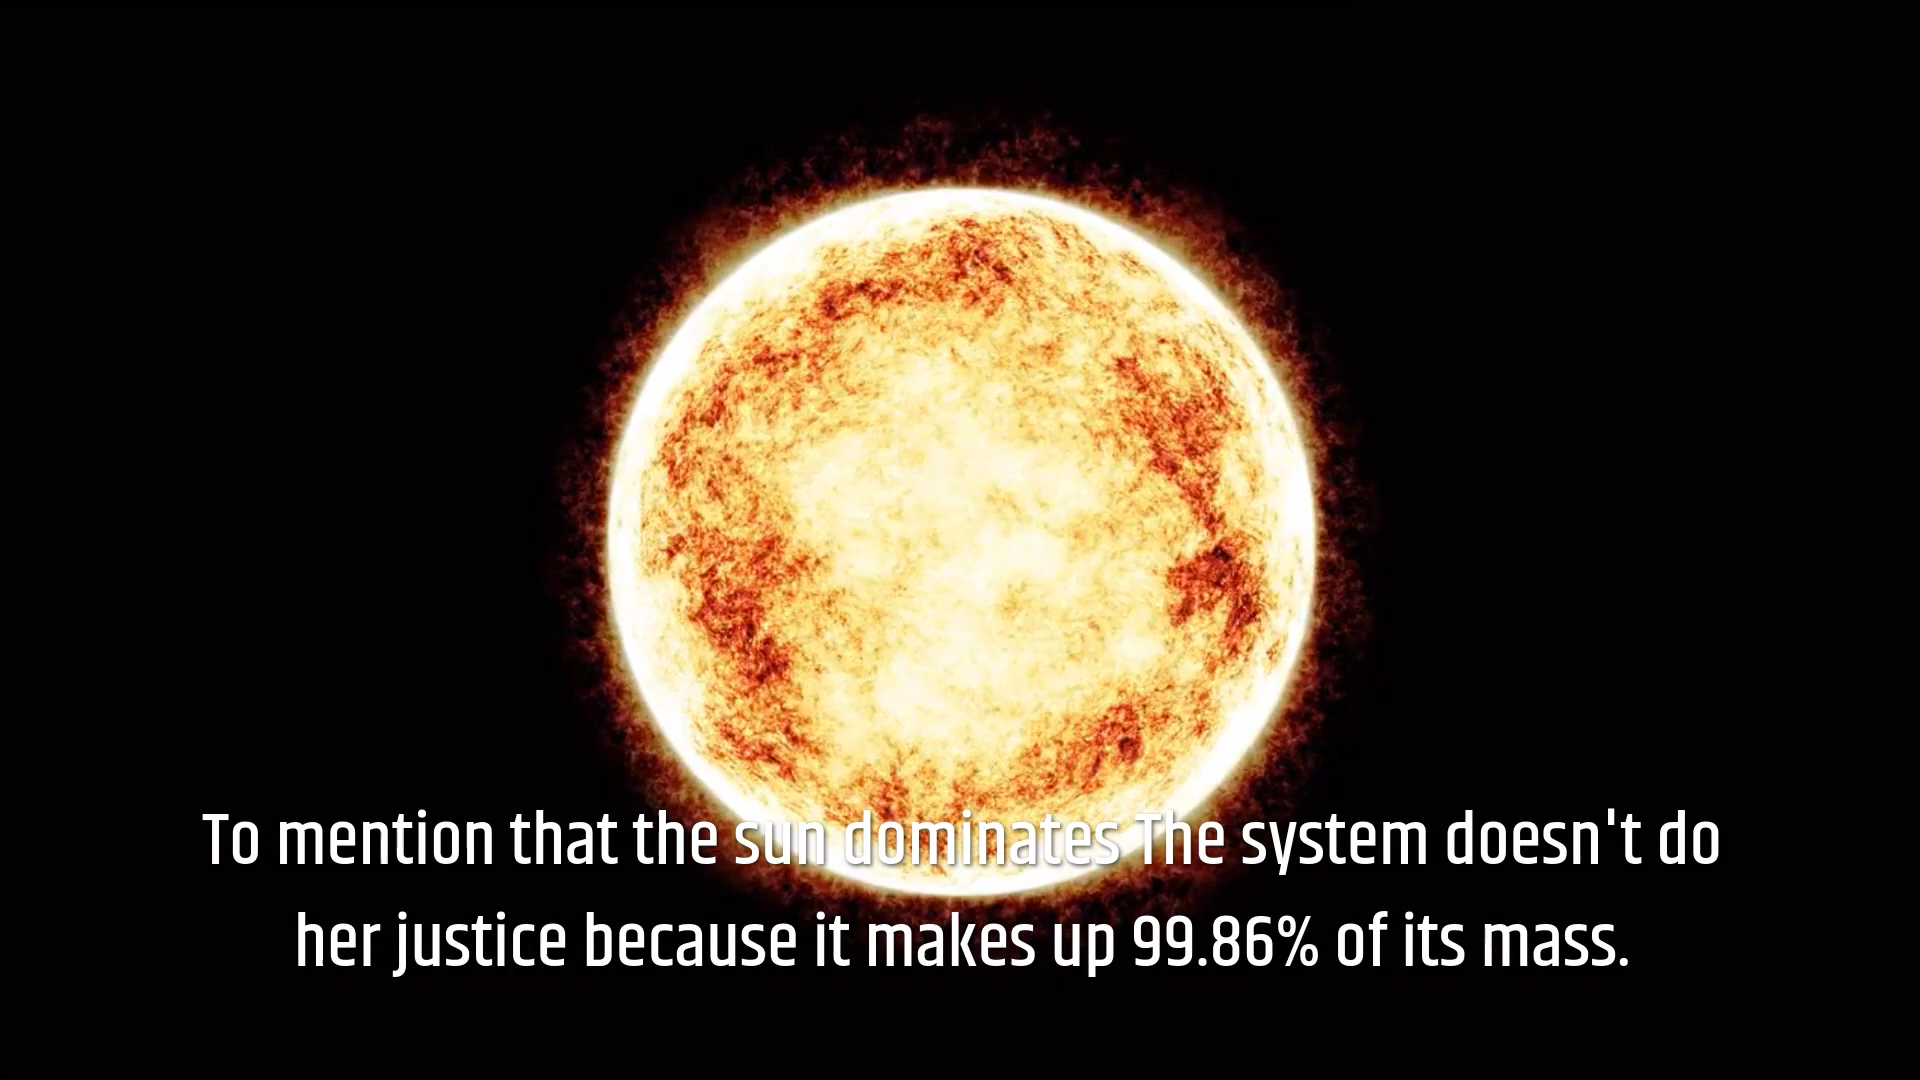 To mention that the sun dominates The system doesn't do
her justice because it makes up 99.86% of its mass.